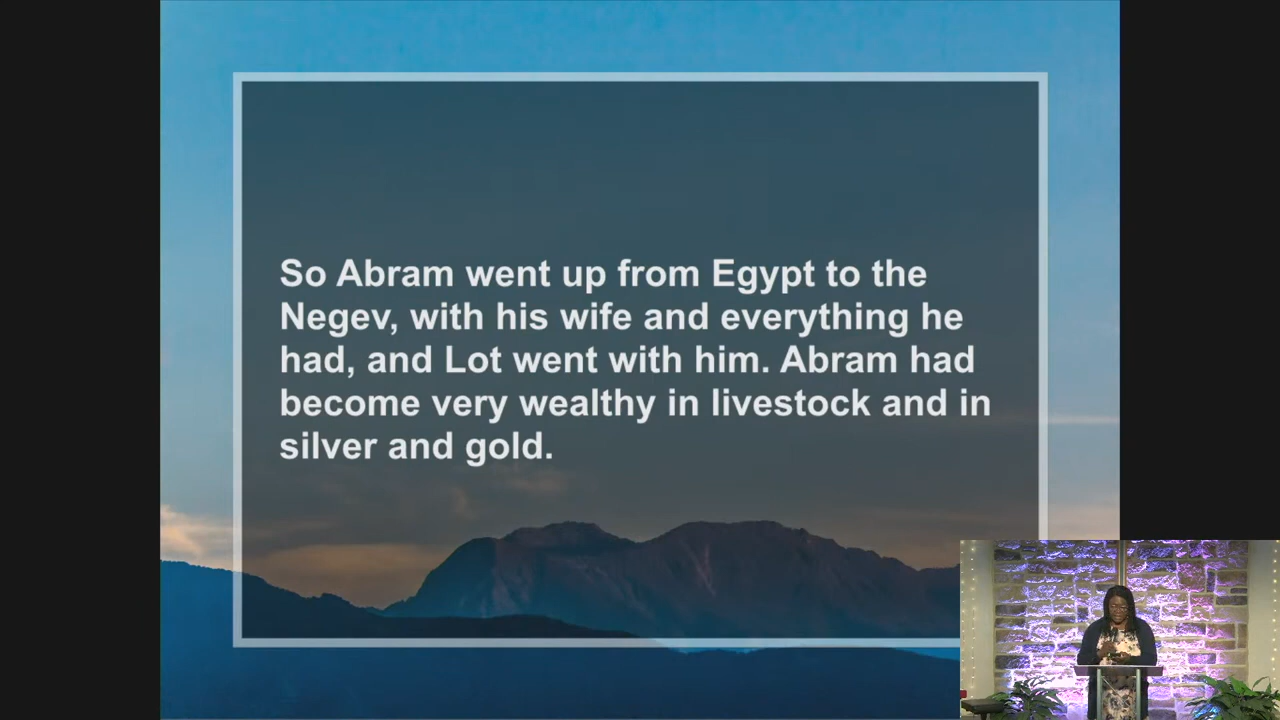 So Abram went up from Egypt to the
Negev, with his wife and everything he
had, and Lot went with him. Abram had
become very wealthy in livestock and in
silver and gold.